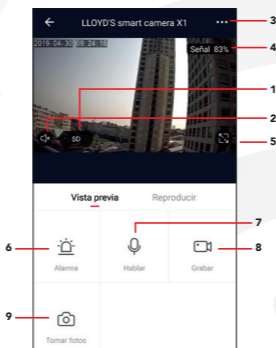 LLOYD'S smart camera X1 ••• 3
2019-04-30 09:24:18 Señal 83% 4
1
2
SD
5
Vista previa Reproducir
7
6 8
Alarma Hablar Grabar
9
Tomar fotos